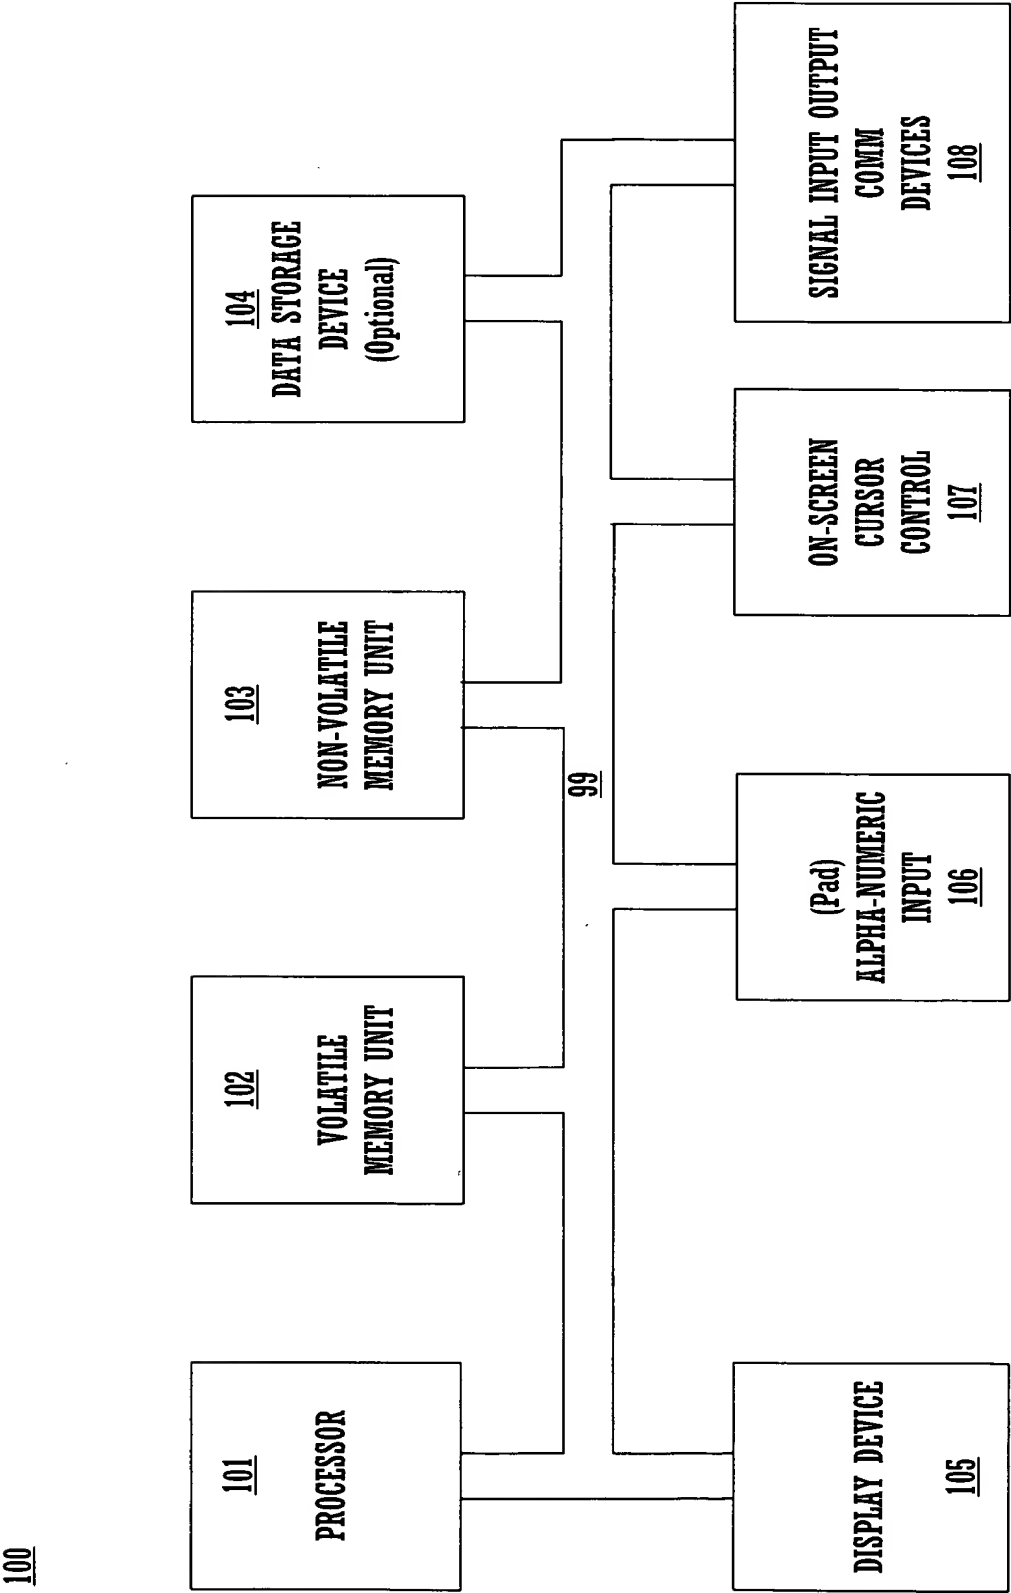 100
101
PROCESSOR
102
VOLATILE
MEMORY UNIT
103
NON-VOLATILE
MEMORY UNIT
104
DATA STORAGE
DEVICE
(Optional)
99
DISPLAY DEVICE
105
(Pad)
ALPHA-NUMERIC
INPUT
106
ON-SCREEN
CURSOR
CONTROL
107
SIGNAL INPUT OUTPUT
COMM
DEVICES
108